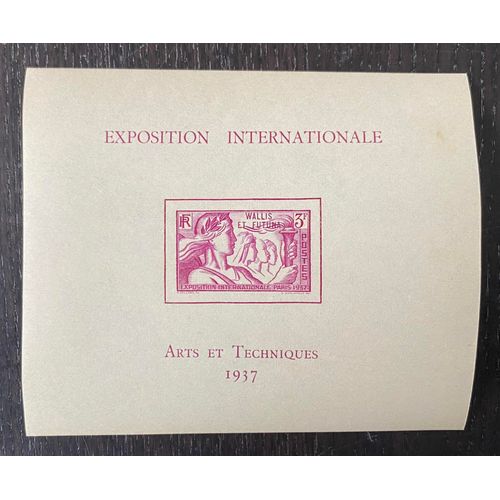 EXPOSITION INTERNATIONALE
RF
WALLIS
ET FUTUNA
3F
POSTES
EXPOSITION INTERNATIONALE PARIS 1937
ARTS ET TECHNIQUES
1937